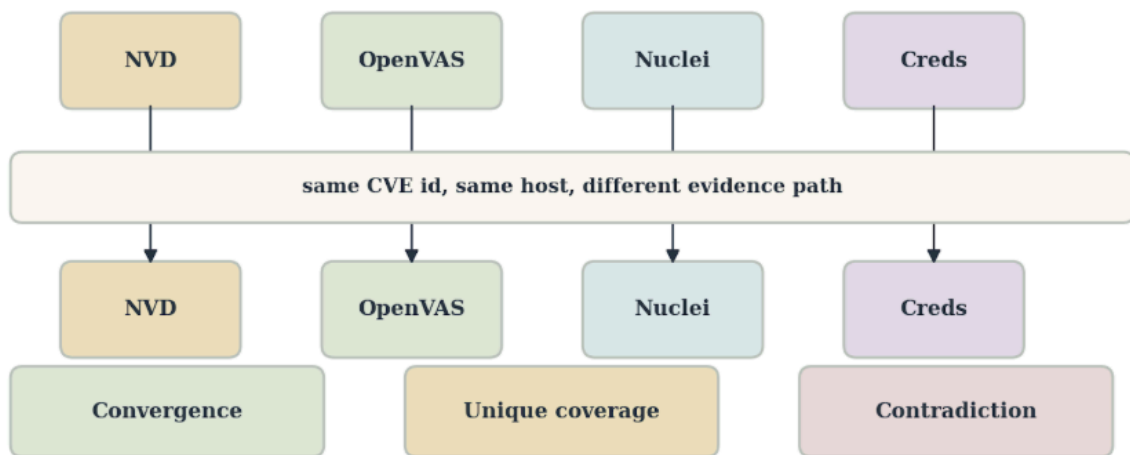 NVD
OpenVAS
Nuclei
Creds
same CVE id, same host, different evidence path
NVD
OpenVAS
Nuclei
Creds
Convergence
Unique coverage
Contradiction